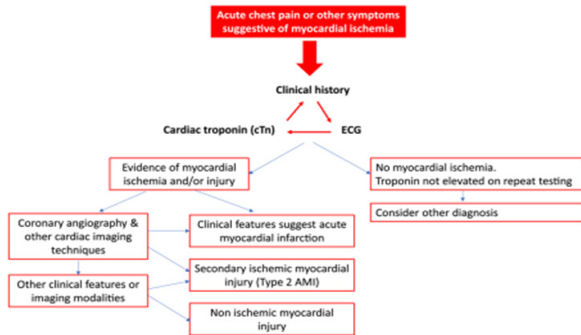 Acute chest pain or other symptoms
suggestive of myocardial ischemia
Clinical history
Cardiac troponin (cTn)
ECG
Evidence of myocardial
ischemia and/or injury
No myocardial ischemia.
Troponin not elevated on repeat testing
Consider other diagnosis
Coronary angiography &
other cardiac imaging
techniques
Clinical features suggest acute
myocardial infarction
Secondary ischemic myocardial
injury (Type 2 AMI)
Other clinical features or
imaging modalities
Non ischemic myocardial
injury